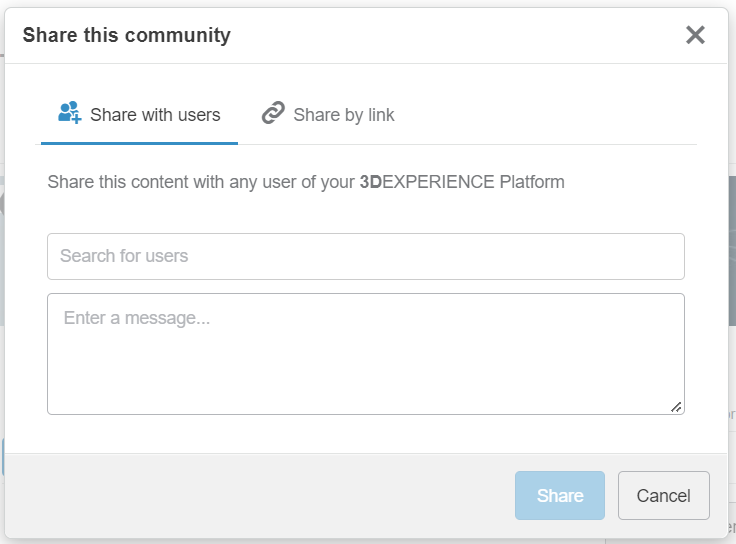 Share this community
Share with users
Share by link
Share this content with any user of your 3DEXPERIENCE Platform
Search for users
Enter a message...
Share
Cancel